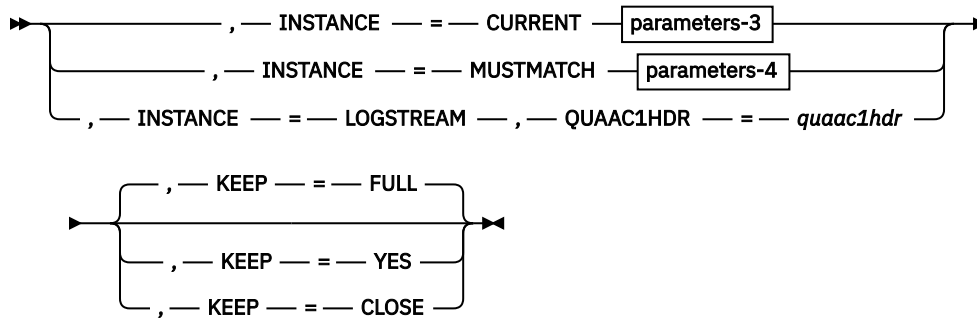 , INSTANCE = CURRENT parameters-3
, INSTANCE = MUSTMATCH parameters-4
, INSTANCE = LOGSTREAM , QUAAC1HDR = quaac1hdr
, KEEP = FULL
, KEEP = YES
, KEEP = CLOSE